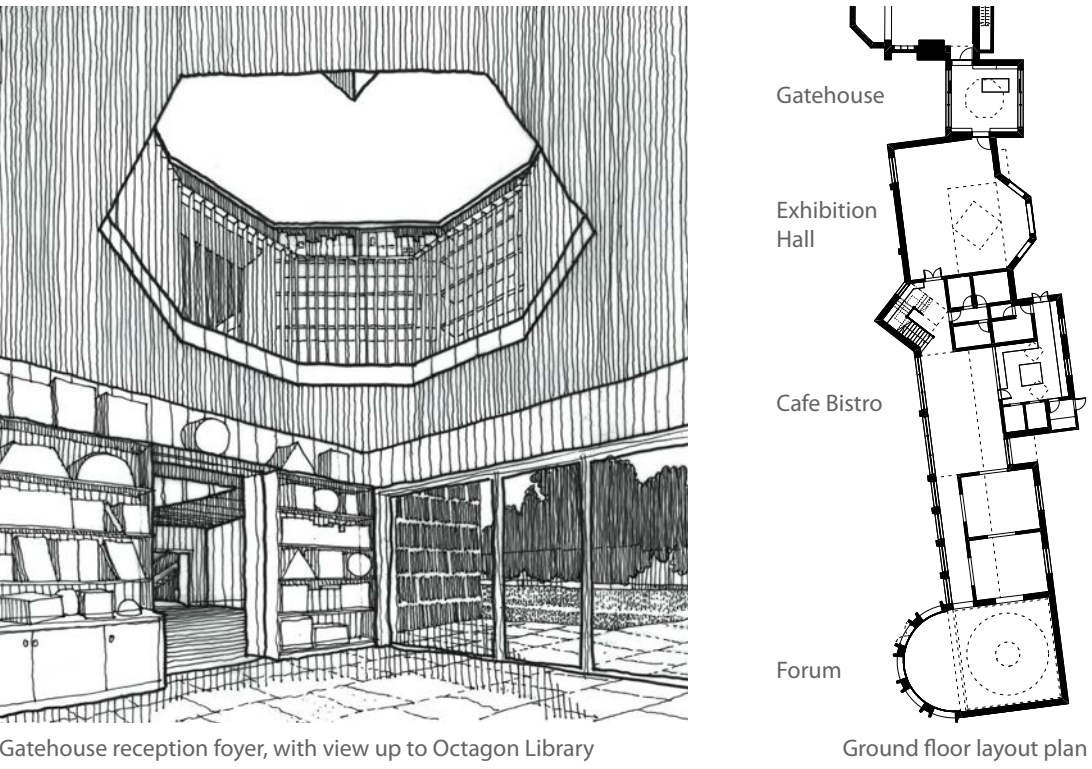 Gatehouse
Exhibition
Hall
Cafe Bistro
Forum
Gatehouse reception foyer, with view up to Octagon Library
Ground floor layout plan